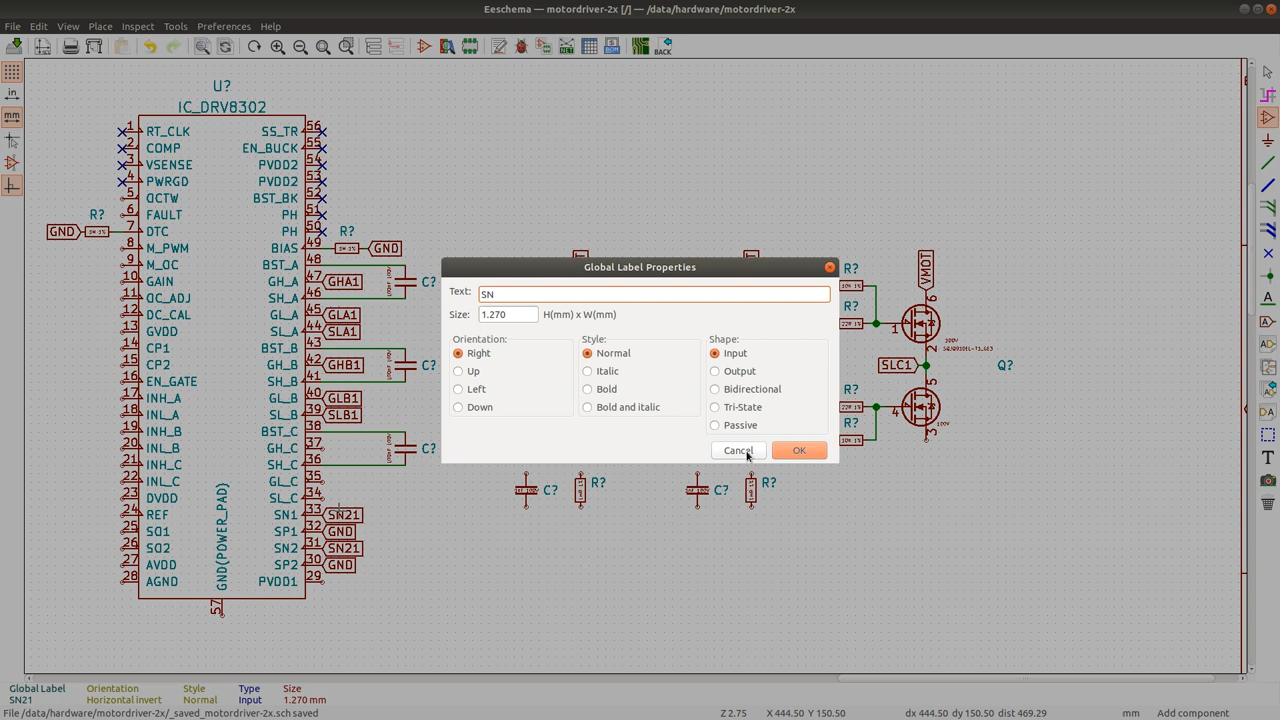 Eeschema — motordriver-2x [/] — /data/hardware/motordriver-2x
File Edit View Place Inspect Tools Preferences Help
BACK
in
mm
U?
IC_DRV8302
1 RT_CLK SS_TR 56
2 COMP EN_BUCK 55
3 VSENSE PVDD2 54
4 PWRGD PVDD2 53
5 OCTW BST_BK 52
6 FAULT PH 51
R?
GND 7 DTC PH 50
R?
8 M_PWM BIAS 49 GND
9 M_OC BST_A 48
10 GAIN GH_A 47 GHA1 C?
11 OC_ADJ SH_A 46
12 DC_CAL GL_A 45 GLA1
13 GVDD SL_A 44 SLA1
14 CP1 BST_B 43
15 CP2 GH_B 42 GHB1 C?
16 EN_GATE SH_B 41
17 INH_A GL_B 40 GLB1
18 INL_A SL_B 39 SLB1
19 INH_B BST_C 38
20 INL_B GH_C 37 C?
21 INH_C SH_C 36
22 INL_C GL_C 35
23 DVDD SL_C 34
24 REF SN1 33 SN21
25 SO1 SP1 32 GND
26 SO2 SN2 31 SN21
27 AVDD SP2 30 GND
28 AGND PVDD1 29
GND(POWER_PAD)
57
Global Label Properties
Text: SN
Size: 1.270 H(mm) x W(mm)
Orientation: Style: Shape:
Right Normal Input
Up Italic Output
Left Bold Bidirectional
Down Bold and italic Tri-State
Passive
Cancel OK
C? R? C? R?
R?
VMOT
6
R?
1
2
SLC1 Q?
5
R?
4
R?
3
A
T
Global Label Orientation Style Type Size
SN21 Horizontal invert Normal Input 1.270 mm
File /data/hardware/motordriver-2x/_saved_motordriver-2x.sch saved Z 2.75 X 444.50 Y 150.50 dx 444.50 dy 150.50 dist 469.29 mm Add component